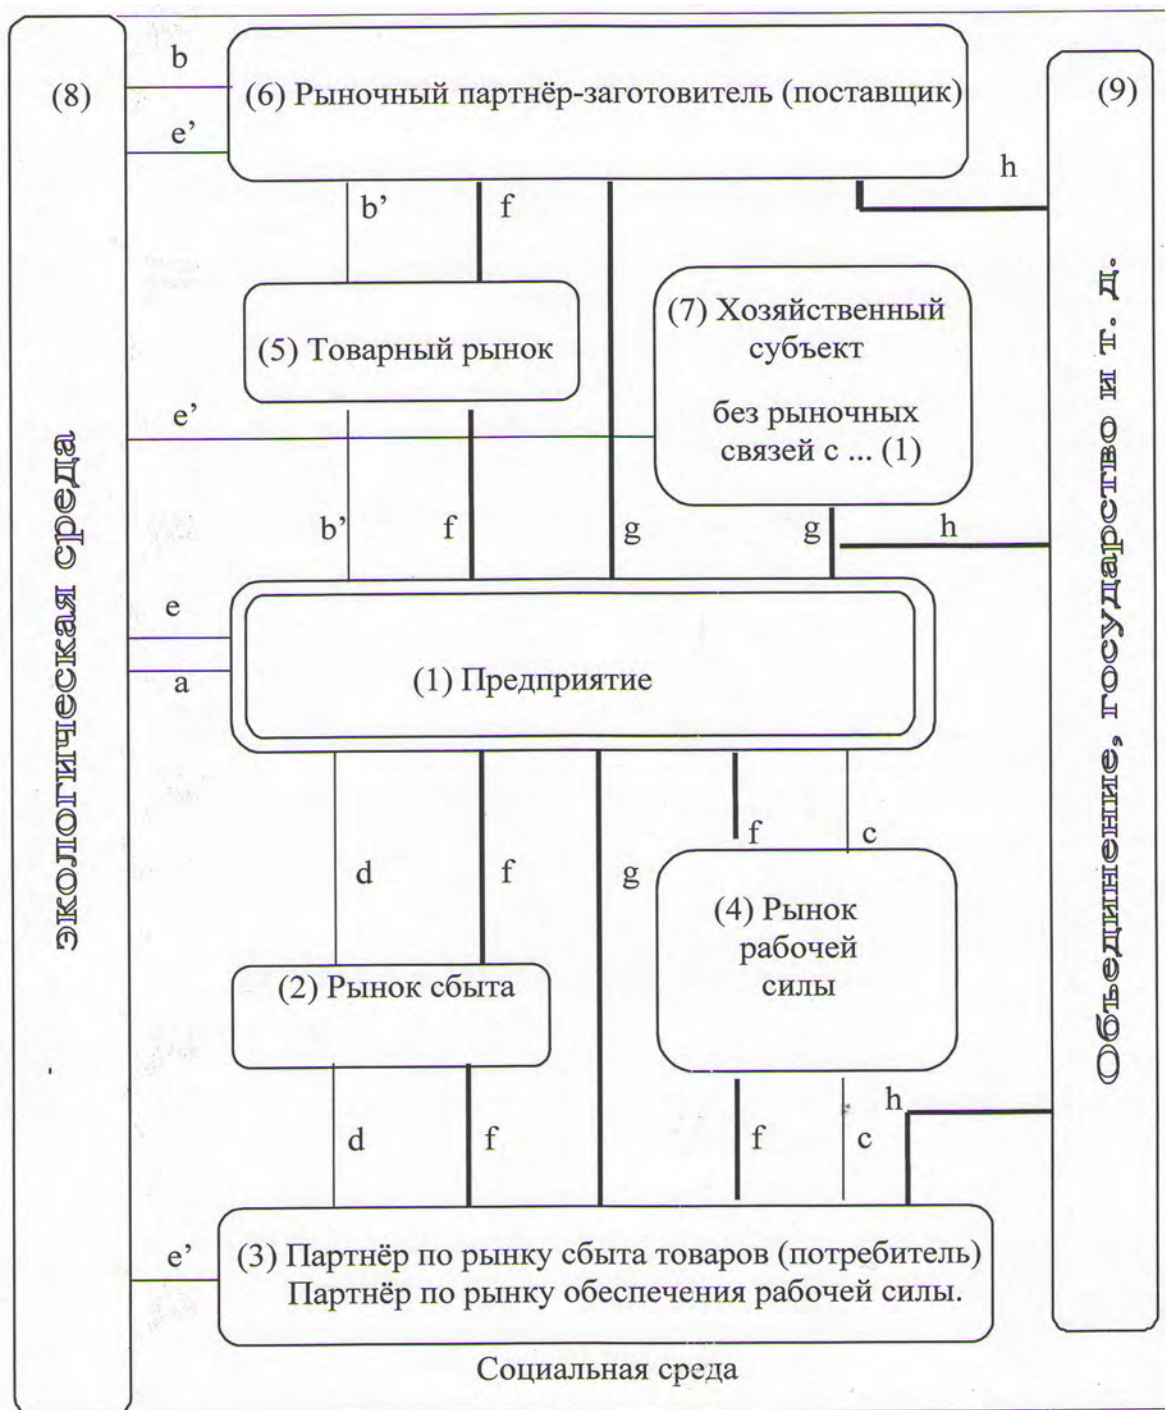 b
(8)
(6) Рыночный партнёр-заготовитель (поставщик)
(9)
e’
h
b’
f
(7) Хозяйственный
субъект
(5) Товарный рынок
e’
без рыночных
связей с ... (1)
b’
f
g
g
h
экологическая среда
Объединение, государство и т. д.
e
a
(1) Предприятие
f
c
d
f
g
(4) Рынок
рабочей
силы
(2) Рынок сбыта
h
d
f
f
c
e’
(3) Партнёр по рынку сбыта товаров (потребитель)
Партнёр по рынку обеспечения рабочей силы.
Социальная среда